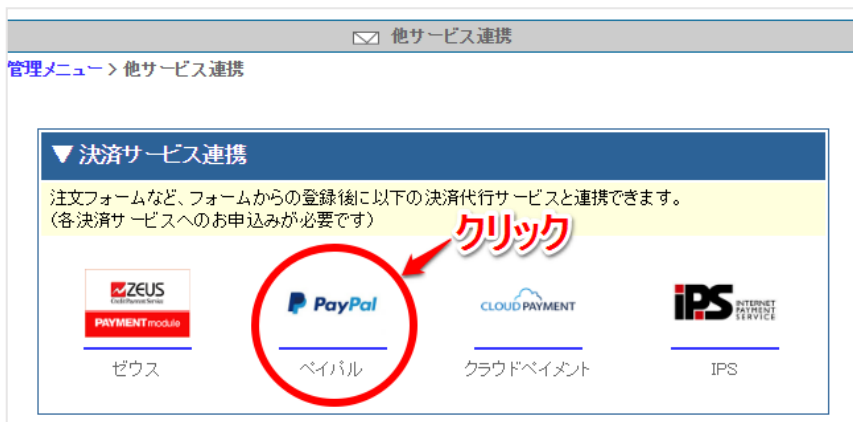 他サービス連携
管理メニュー > 他サービス連携
▼決済サービス連携
注文フォームなど、フォームからの登録後に以下の決済代行サービスと連携できます。
(各決済サービスへのお申込みが必要です)
クリック
ZEUS
Credit Payment Service
PAYMENT module
PayPal
CLOUD PAYMENT
iPS INTERNET
PAYMENT
SERVICE
ゼウス
ペイパル
クラウドペイメント
IPS